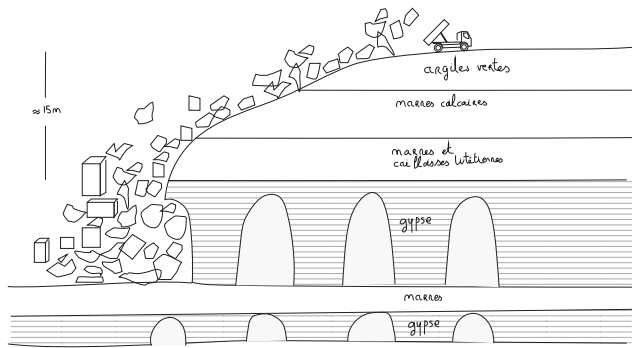 argiles vertes
≈ 15m
marnes calcaires
marnes et
caillasses lutétiennes
gypse
marnes
gypse